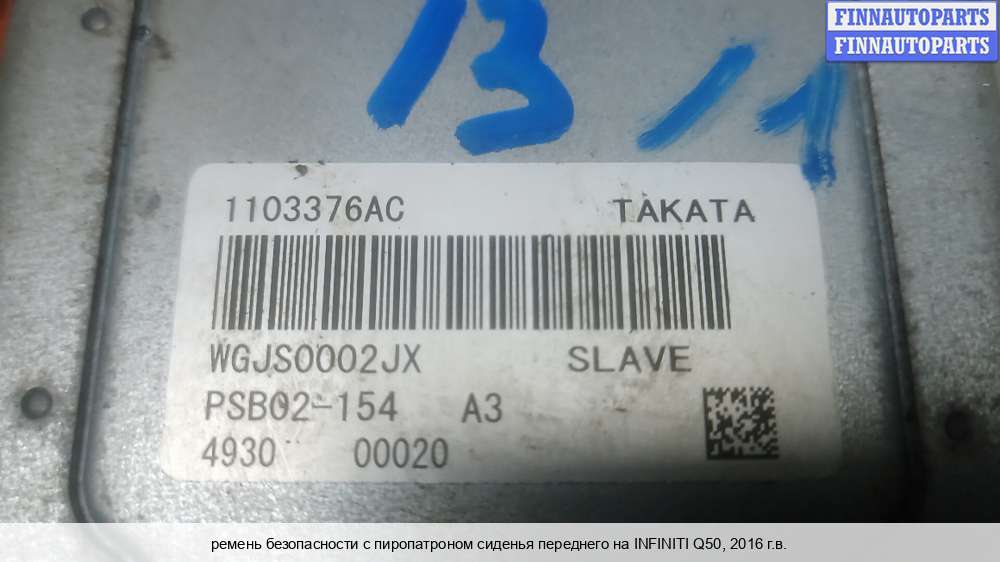 FINNAUTOPARTS
FINNAUTOPARTS
13 11
1103376AC TAKATA
WGJS0002JX SLAVE
PSB02-154 A3
4930 00020
ремень безопасности с пиропатроном сиденья переднего на INFINITI Q50, 2016 г.в.